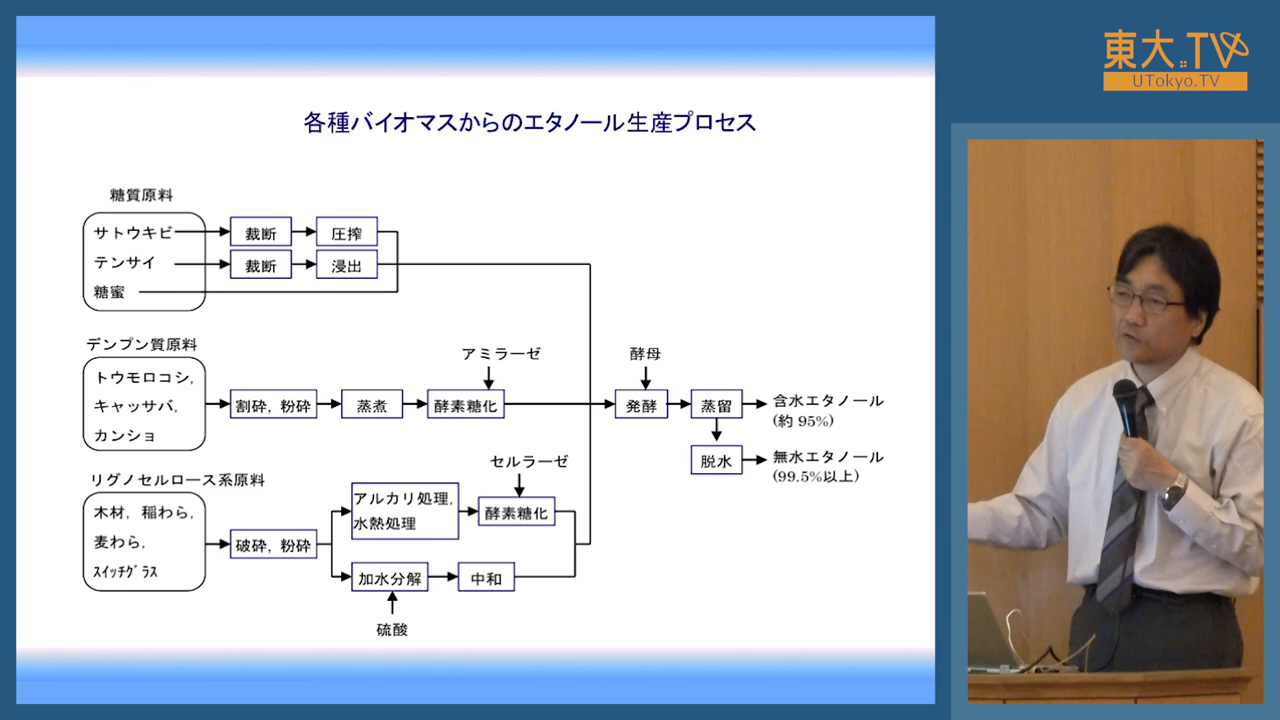 東大.TV
UTokyo.TV
各種バイオマスからのエタノール生産プロセス
糖質原料
サトウキビ
裁断
圧搾
テンサイ
裁断
浸出
糖蜜
デンプン質原料
トウモロコシ,
キャッサバ,
カンショ
割砕, 粉砕
蒸煮
アミラーゼ
酵素糖化
酵母
発酵
蒸留
含水エタノール
(約 95%)
脱水
無水エタノール
(99.5%以上)
リグノセルロース系原料
木材, 稲わら,
麦わら,
スイッチグラス
破砕, 粉砕
アルカリ処理,
水熱処理
セルラーゼ
酵素糖化
加水分解
中和
硫酸